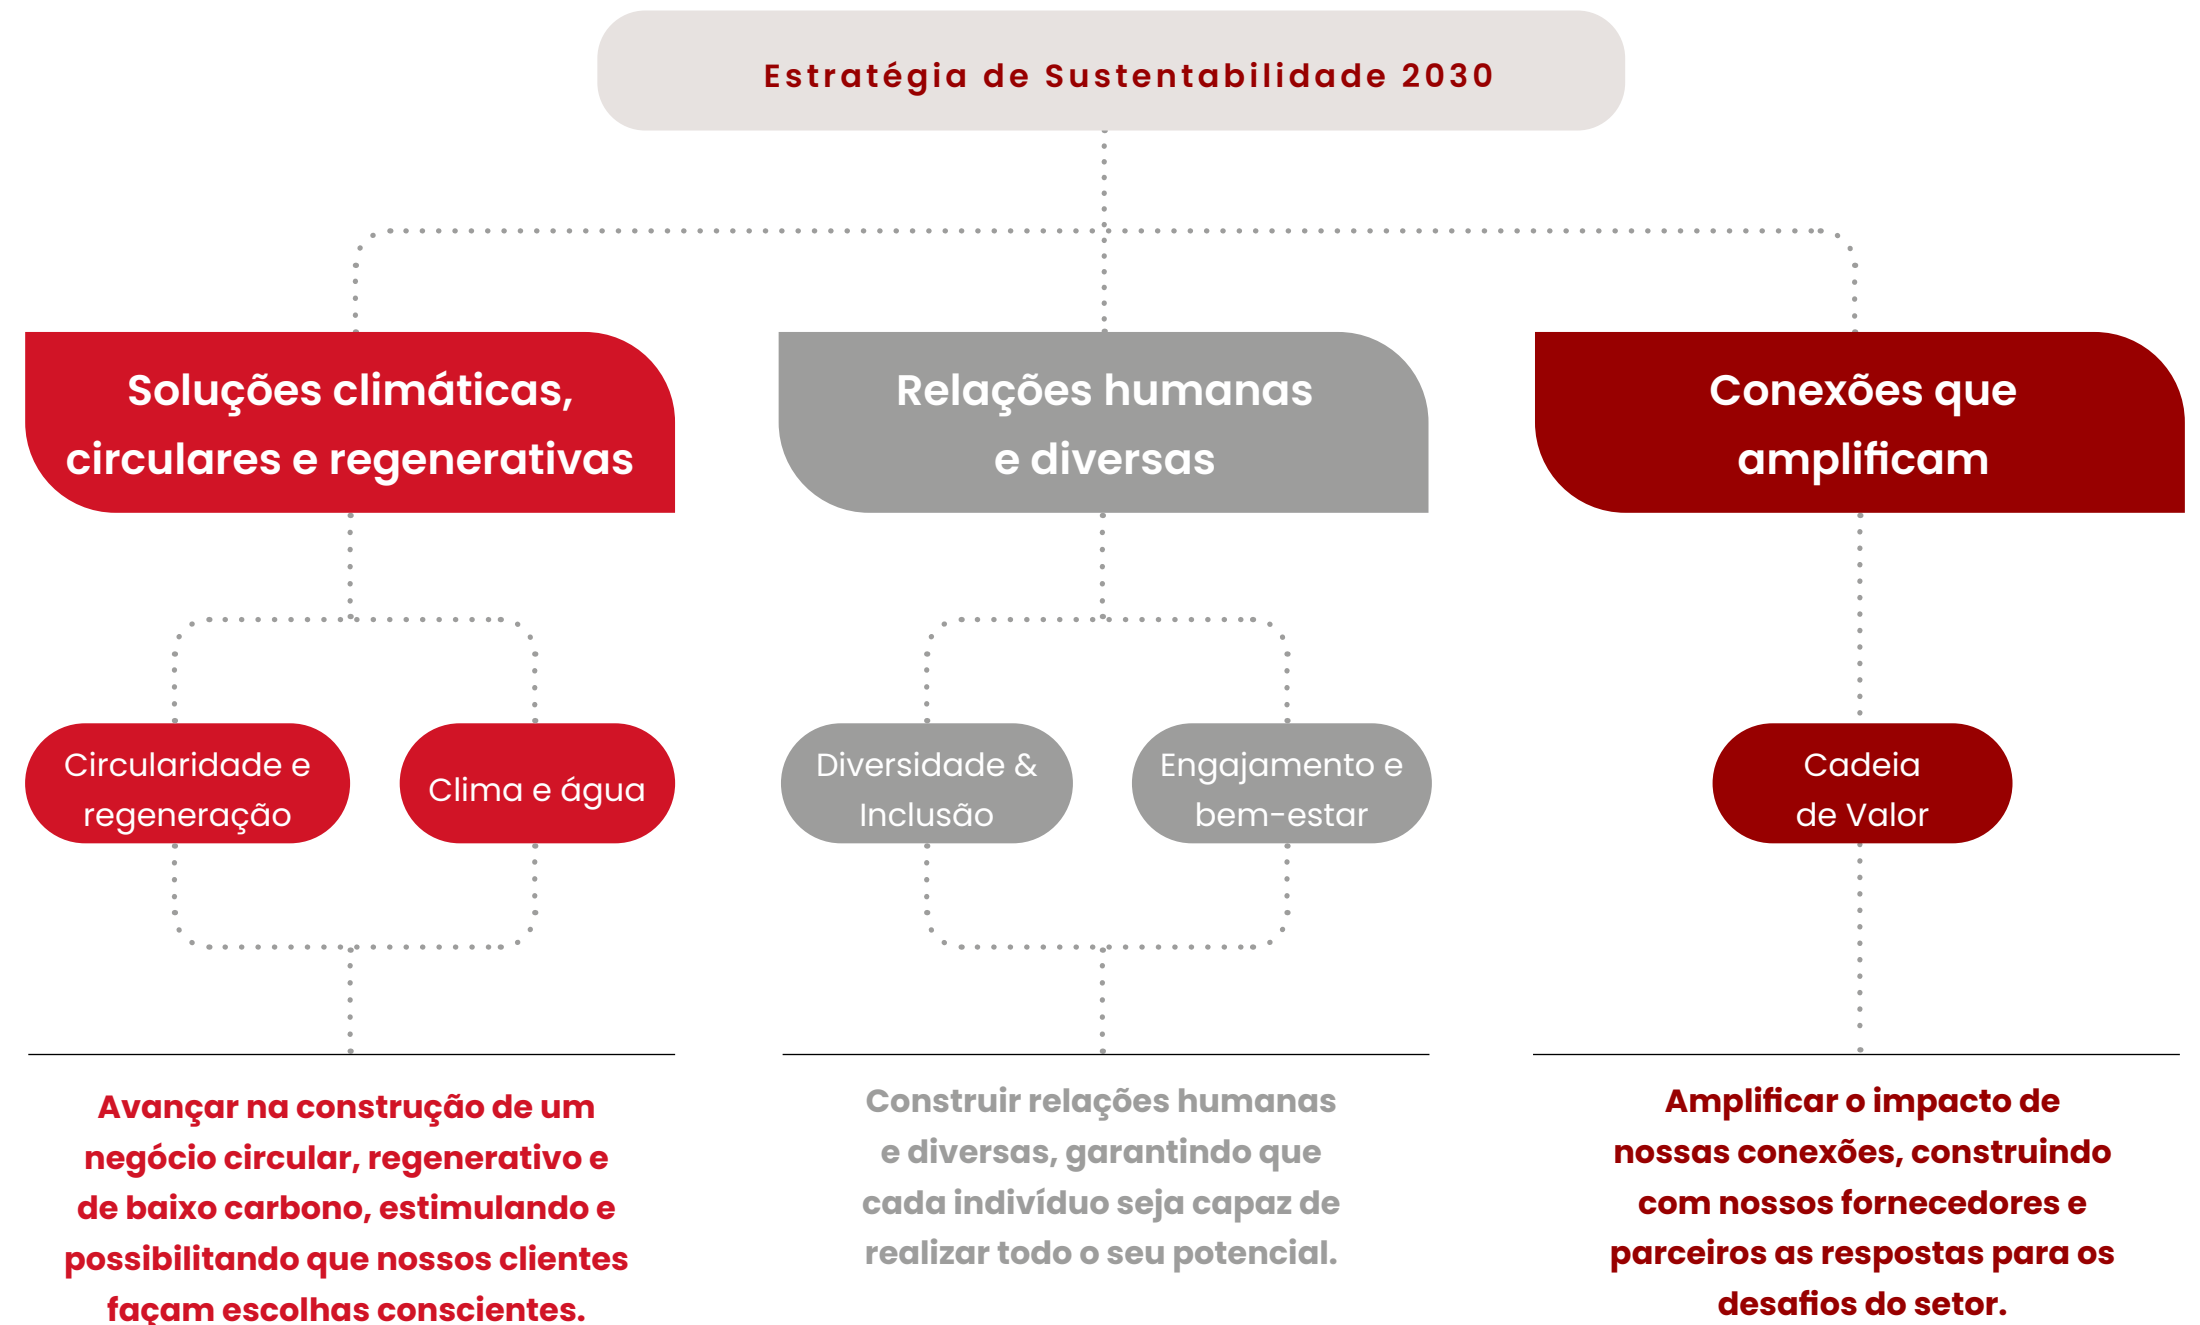 Estratégia de Sustentabilidade 2030
Soluções climáticas,
circulares e regenerativas
Relações humanas
e diversas
Conexões que
amplificam
Circularidade e
regeneração
Clima e água
Diversidade &
Inclusão
Engajamento e
bem-estar
Cadeia
de Valor
Avançar na construção de um
negócio circular, regenerativo e
de baixo carbono, estimulando e
possibilitando que nossos clientes
façam escolhas conscientes.
Construir relações humanas
e diversas, garantindo que
cada indivíduo seja capaz de
realizar todo o seu potencial.
Amplificar o impacto de
nossas conexões, construindo
com nossos fornecedores e
parceiros as respostas para os
desafios do setor.